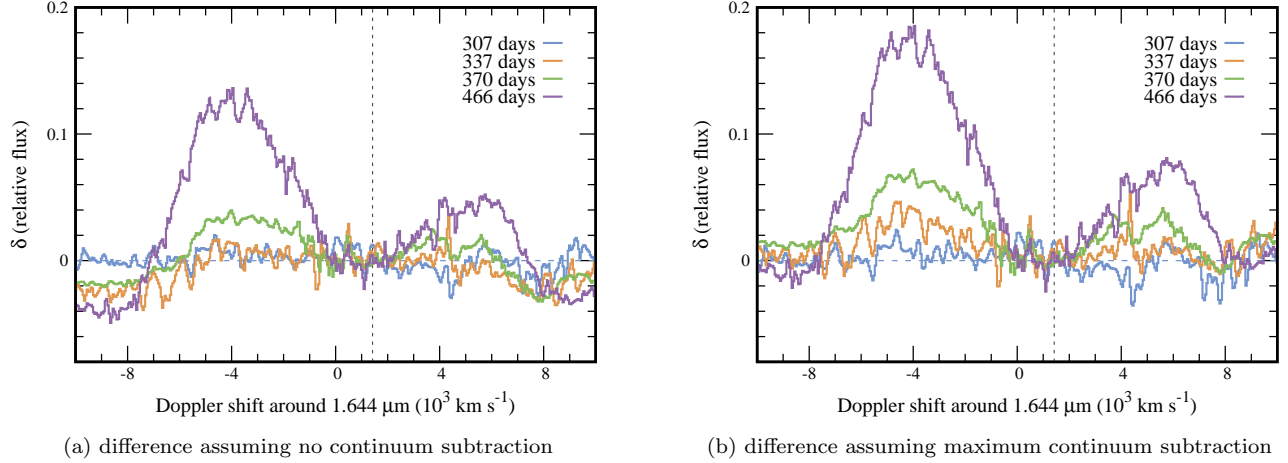 0.2
0.1
0
δ (relative flux)
307 days
337 days
370 days
466 days
-8 -4 0 4 8
Doppler shift around 1.644 μm (10³ km s⁻¹)
(a) difference assuming no continuum subtraction
0.2
0.1
0
δ (relative flux)
307 days
337 days
370 days
466 days
-8 -4 0 4 8
Doppler shift around 1.644 μm (10³ km s⁻¹)
(b) difference assuming maximum continuum subtraction